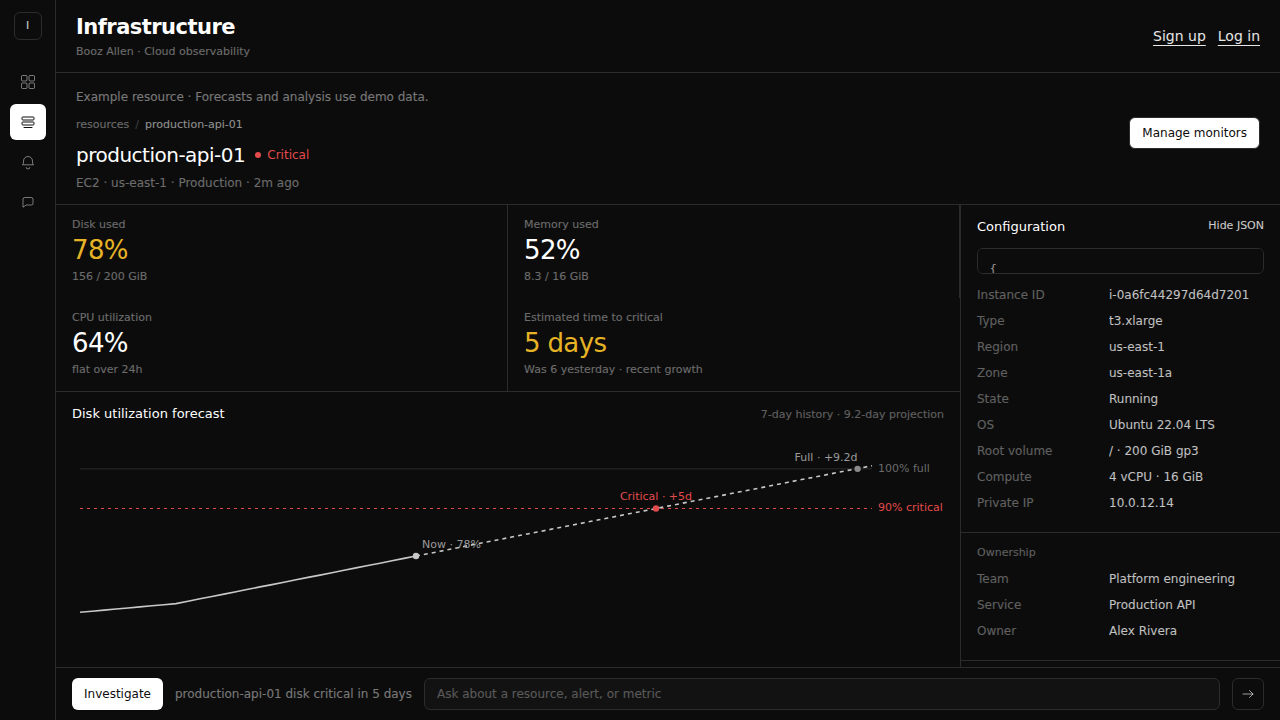 I
Infrastructure
Booz Allen · Cloud observability
Sign up
Log in
Example resource · Forecasts and analysis use demo data.
resources / production-api-01
production-api-01
Critical
EC2 · us-east-1 · Production · 2m ago
Manage monitors
Disk used
78%
156 / 200 GiB
Memory used
52%
8.3 / 16 GiB
CPU utilization
64%
flat over 24h
Estimated time to critical
5 days
Was 6 yesterday · recent growth
Disk utilization forecast
7-day history · 9.2-day projection
Full · +9.2d
100% full
Critical · +5d
90% critical
Now · 78%
Configuration
Hide JSON
{
Instance ID i-0a6fc44297d64d7201
Type t3.xlarge
Region us-east-1
Zone us-east-1a
State Running
OS Ubuntu 22.04 LTS
Root volume / · 200 GiB gp3
Compute 4 vCPU · 16 GiB
Private IP 10.0.12.14
Ownership
Team Platform engineering
Service Production API
Owner Alex Rivera
Investigate
production-api-01 disk critical in 5 days
Ask about a resource, alert, or metric